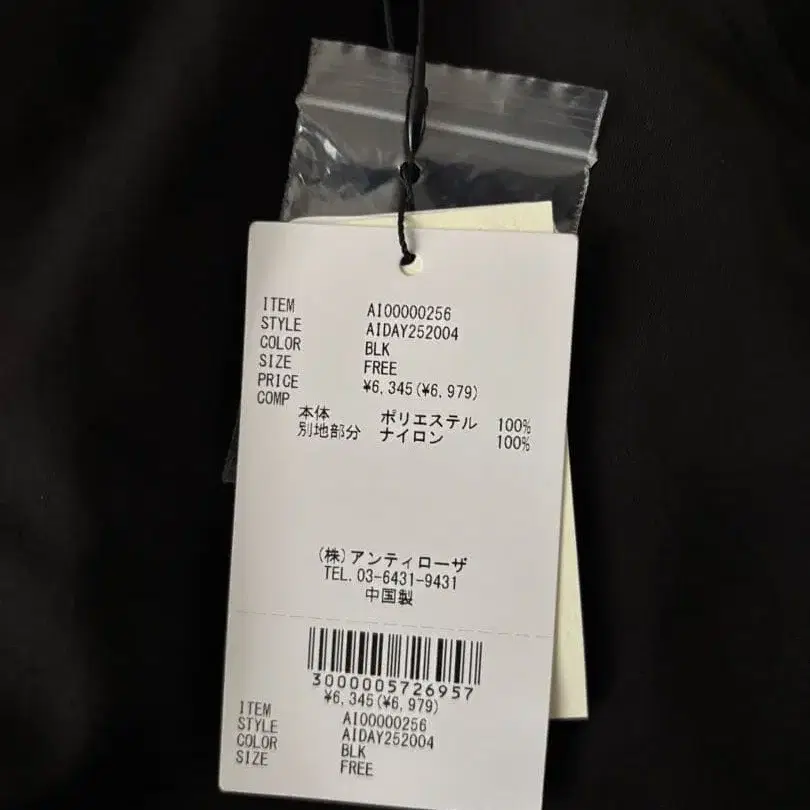 ITEM AI00000256
STYLE AIDAY252004
COLOR BLK
SIZE FREE
PRICE ¥6,345(¥6,979)
COMP
本体 ポリエステル 100%
別地部分 ナイロン 100%
(株)アンティローザ
TEL.03-6431-9431
中国製
3000005726957
¥6,345(¥6,979)
ITEM AI00000256
STYLE AIDAY252004
COLOR BLK
SIZE FREE